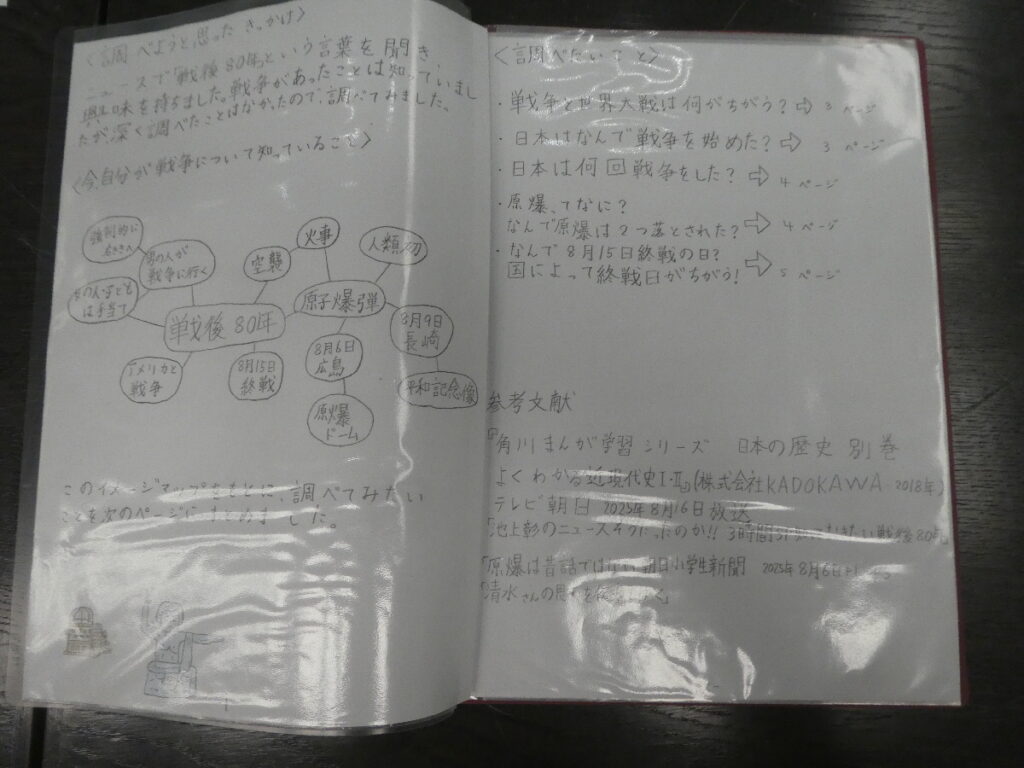 〈調べようと思ったきっかけ〉
ニュースで「戦後80年」という言葉を聞き、
興味を持ちました。戦争があったことは知っていまし
たが、深く調べたことはなかったので、調べてみました。
〈今自分が戦争について知っていること〉
強制的に
男の人が
戦争に行く
は手当て
空襲
火事
人類初
原子爆弾
戦後80年
8月9日
長崎
8月6日
広島
アメリカと
戦争
8月15日
終戦
平和記念像
原爆
ドーム
このイメージマップをもとに、調べてみたい
ことを次のページにまとめました。
1
〈調べたいこと〉
・戦争と世界大戦は何がちがう?⇨3ページ
・日本はなんで戦争を始めた?⇨3ページ
・日本は何回戦争をした?⇨4ページ
・原爆ってなに?
なんで原爆は2つ落とされた?⇨4ページ
・なんで8月15日終戦の日?
国によって終戦日がちがう!⇨5ページ
参考文献
『角川まんが学習シリーズ 日本の歴史 別巻
よくわかる近現代史Ⅰ・Ⅱ』(株式会社KADOKAWA 2018年)
テレビ朝日 2025年8月16日放送
「池上彰のニュースそうだったのか!! 3時間 戦後80年
「原爆は昔話ではない 朝日小学生新聞 2025年8月6日
清水さんの思い